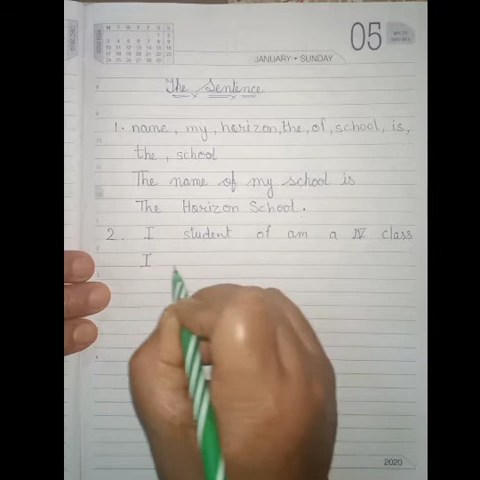 05
JANUARY • SUNDAY
The Sentence
1. name, my, horizon, the, of, school, is,
the, school
The name of my school is
The Horizon School.
2. I student of am a IV class
I
2020